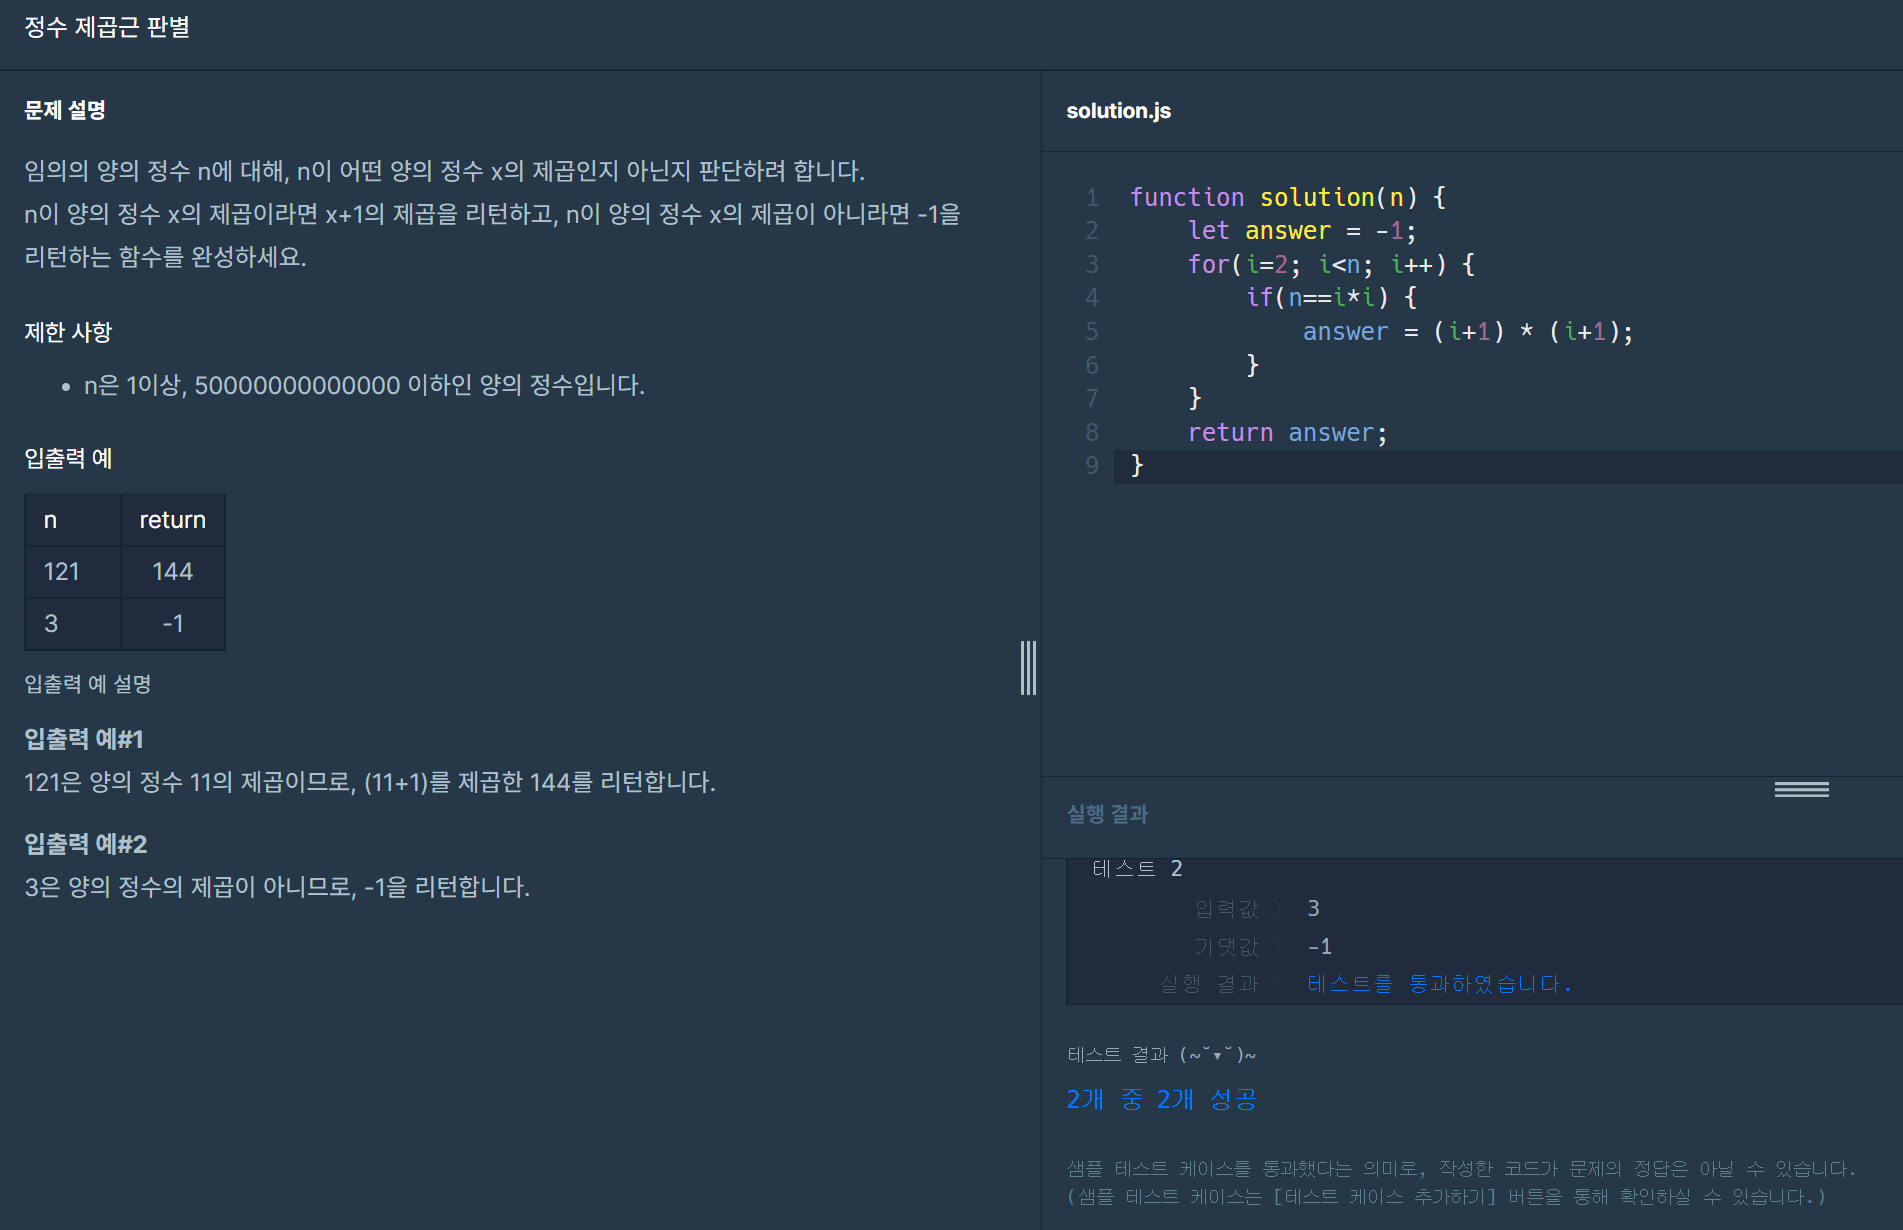 정수 제곱근 판별
문제 설명
임의의 양의 정수 n에 대해, n이 어떤 양의 정수 x의 제곱인지 아닌지 판단하려 합니다.
n이 양의 정수 x의 제곱이라면 x+1의 제곱을 리턴하고, n이 양의 정수 x의 제곱이 아니라면 -1을
리턴하는 함수를 완성하세요.
제한 사항
• n은 1이상, 50000000000000 이하인 양의 정수입니다.
입출력 예
n return
121 144
3 -1
입출력 예 설명
입출력 예#1
121은 양의 정수 11의 제곱이므로, (11+1)를 제곱한 144를 리턴합니다.
입출력 예#2
3은 양의 정수의 제곱이 아니므로, -1을 리턴합니다.
solution.js
1 function solution(n) {
2     let answer = -1;
3     for(i=2; i<n; i++) {
4         if(n==i*i) {
5             answer = (i+1) * (i+1);
6         }
7     }
8     return answer;
9 }
실행 결과
테스트 2
입력값 〉 3
기댓값 〉 -1
실행 결과 〉 테스트를 통과하였습니다.
테스트 결과 (~˘▾˘)~
2개 중 2개 성공
샘플 테스트 케이스를 통과했다는 의미로, 작성한 코드가 문제의 정답은 아닐 수 있습니다.
(샘플 테스트 케이스는 [테스트 케이스 추가하기] 버튼을 통해 확인하실 수 있습니다.)